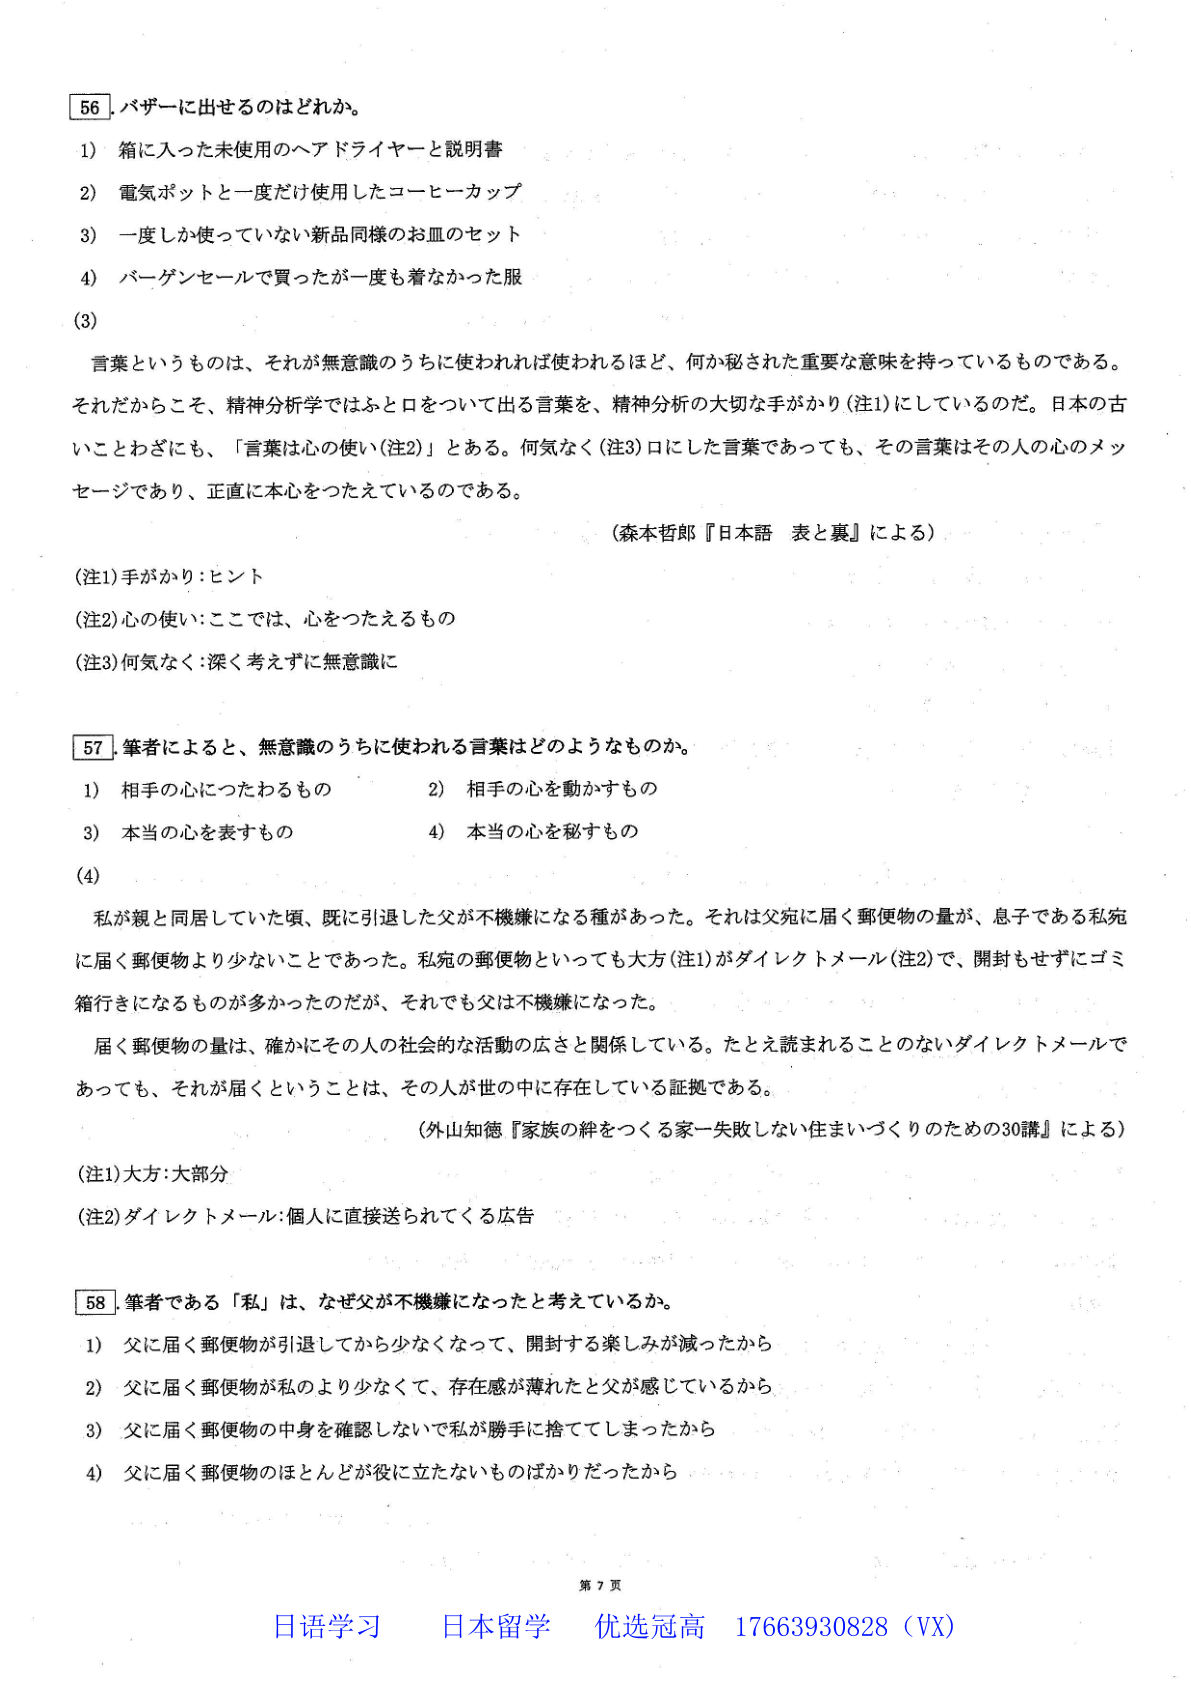 56.バザーに出せるのはどれか。
1) 箱に入った未使用のヘアドライヤーと説明書
2) 電気ポットと一度だけ使用したコーヒーカップ
3) 一度しか使っていない新品同様のお皿のセット
4) バーゲンセールで買ったが一度も着なかった服
(3)
言葉というものは、それが無意識のうちに使われれば使われるほど、何か秘された重要な意味を持っているものである。
それだからこそ、精神分析学ではふと口をついて出る言葉を、精神分析の大切な手がかり(注1)にしているのだ。日本の古
いことわざにも、「言葉は心の使い(注2)」とある。何気なく(注3)口にした言葉であっても、その言葉はその人の心のメッ
セージであり、正直に本心をつたえているのである。
(森本哲郎『日本語 表と裏』による)
(注1)手がかり:ヒント
(注2)心の使い:ここでは、心をつたえるもの
(注3)何気なく:深く考えずに無意識に
57.筆者によると、無意識のうちに使われる言葉はどのようなものか。
1) 相手の心につたわるもの 2) 相手の心を動かすもの
3) 本当の心を表すもの 4) 本当の心を秘すもの
(4)
私が親と同居していた頃、既に引退した父が不機嫌になる種があった。それは父宛に届く郵便物の量が、息子である私宛
に届く郵便物より少ないことであった。私宛の郵便物といっても大方(注1)がダイレクトメール(注2)で、開封もせずにゴミ
箱行きになるものが多かったのだが、それでも父は不機嫌になった。
届く郵便物の量は、確かにその人の社会的な活動の広さと関係している。たとえ読まれることのないダイレクトメールで
あっても、それが届くということは、その人が世の中に存在している証拠である。
(外山知徳『家族の絆をつくる家ー失敗しない住まいづくりのための30講』による)
(注1)大方:大部分
(注2)ダイレクトメール:個人に直接送られてくる広告
58.筆者である「私」は、なぜ父が不機嫌になったと考えているか。
1) 父に届く郵便物が引退してから少なくなって、開封する楽しみが減ったから
2) 父に届く郵便物が私のより少なくて、存在感が薄れたと父が感じているから
3) 父に届く郵便物の中身を確認しないで私が勝手に捨ててしまったから
4) 父に届く郵便物のほとんどが役に立たないものばかりだったから
第 7 页
日语学习 日本留学 优选冠高 17663930828（VX)